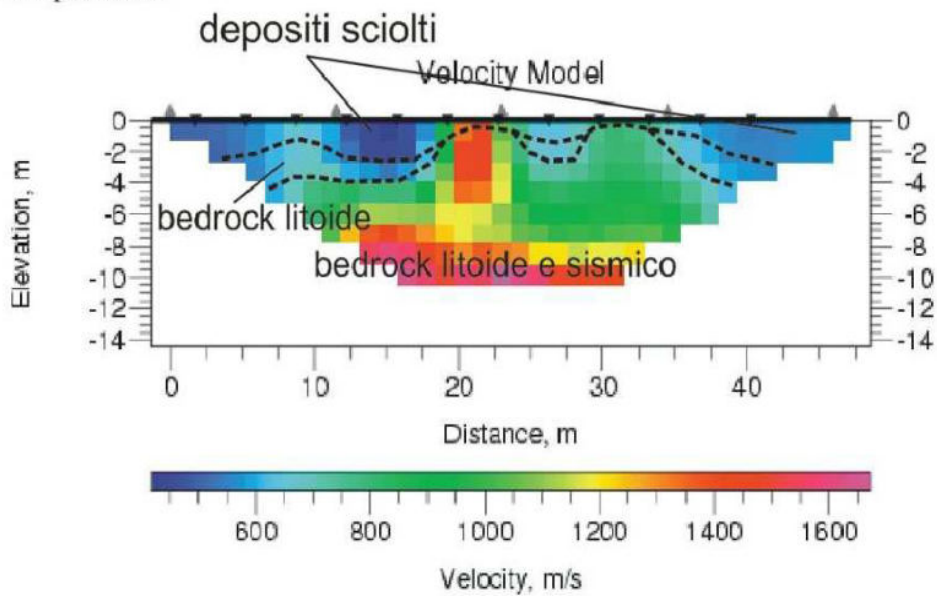 depositi sciolti
Velocity Model
0 0
-2 -2
-4 -4
bedrock litoide
-6 -6
-8 -8
bedrock litoide e sismico
-10 -10
-12 -12
-14 -14
Elevation, m
0 10 20 30 40
Distance, m
600 800 1000 1200 1400 1600
Velocity, m/s